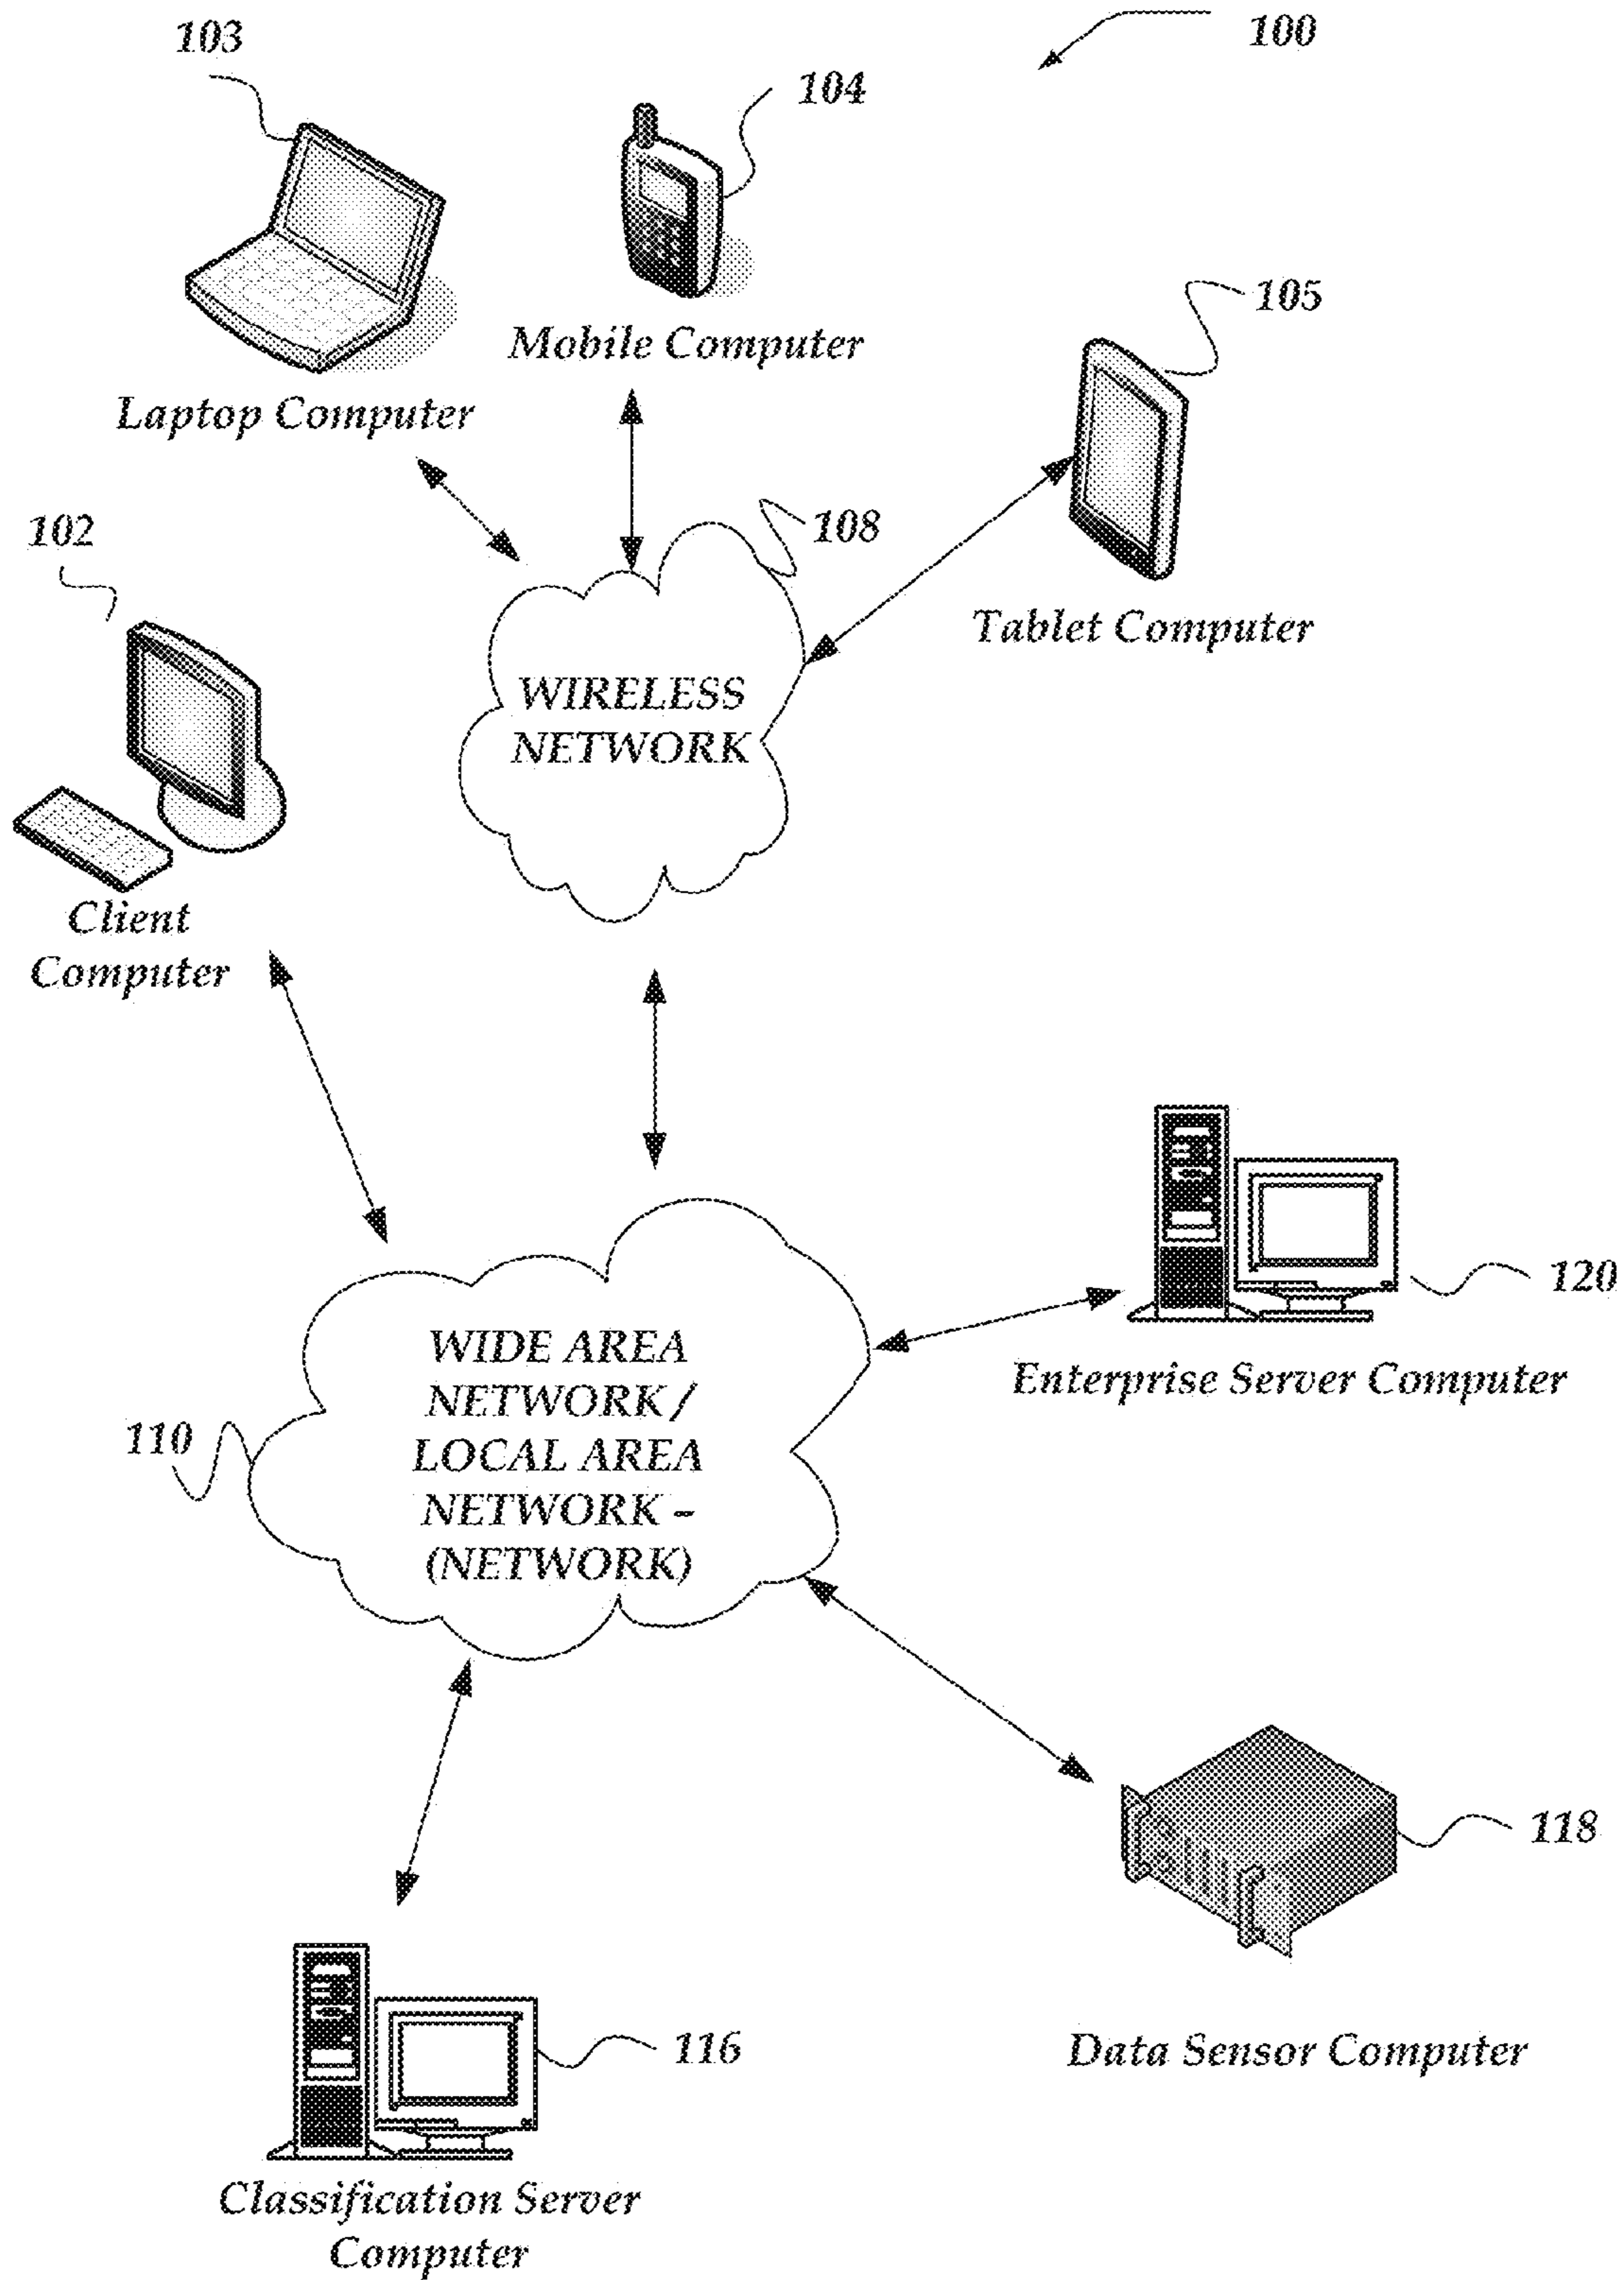 103
100
104
Mobile Computer
105
Laptop Computer
108
102
Tablet Computer
WIRELESS
NETWORK
Client
Computer
120
WIDE AREA
NETWORK /
LOCAL AREA
NETWORK –
(NETWORK)
Enterprise Server Computer
110
118
116
Data Sensor Computer
Classification Server
Computer